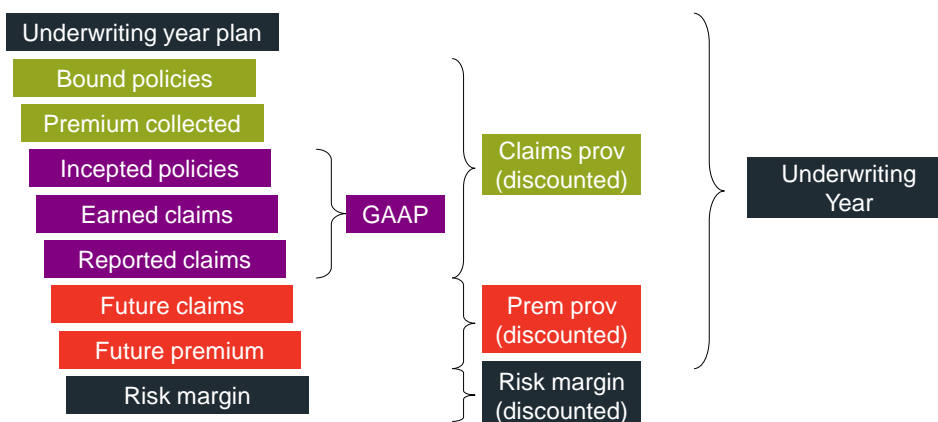 Underwriting year plan
Bound policies
Premium collected
Incepted policies
Earned claims
Reported claims
Future claims
Future premium
Risk margin
GAAP
Claims prov
(discounted)
Prem prov
(discounted)
Risk margin
(discounted)
Underwriting
Year